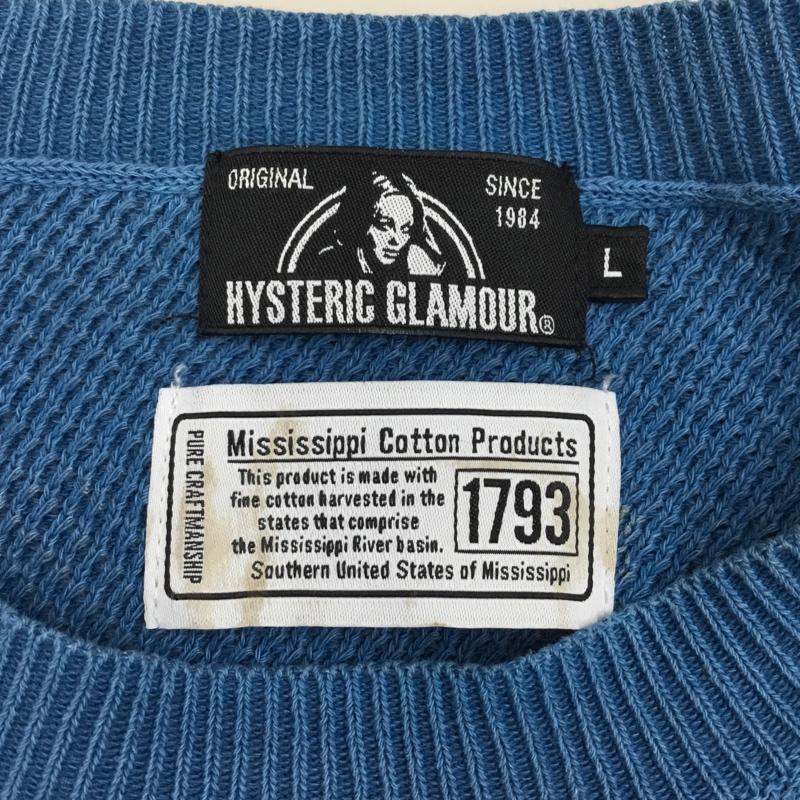 ORIGINAL
SINCE
1984
HYSTERIC GLAMOUR®
L
PURE CRAFTMANSHIP
Mississippi Cotton Products
This product is made with
fine cotton harvested in the
states that comprise
the Mississippi River basin.
1793
Southern United States of Mississippi